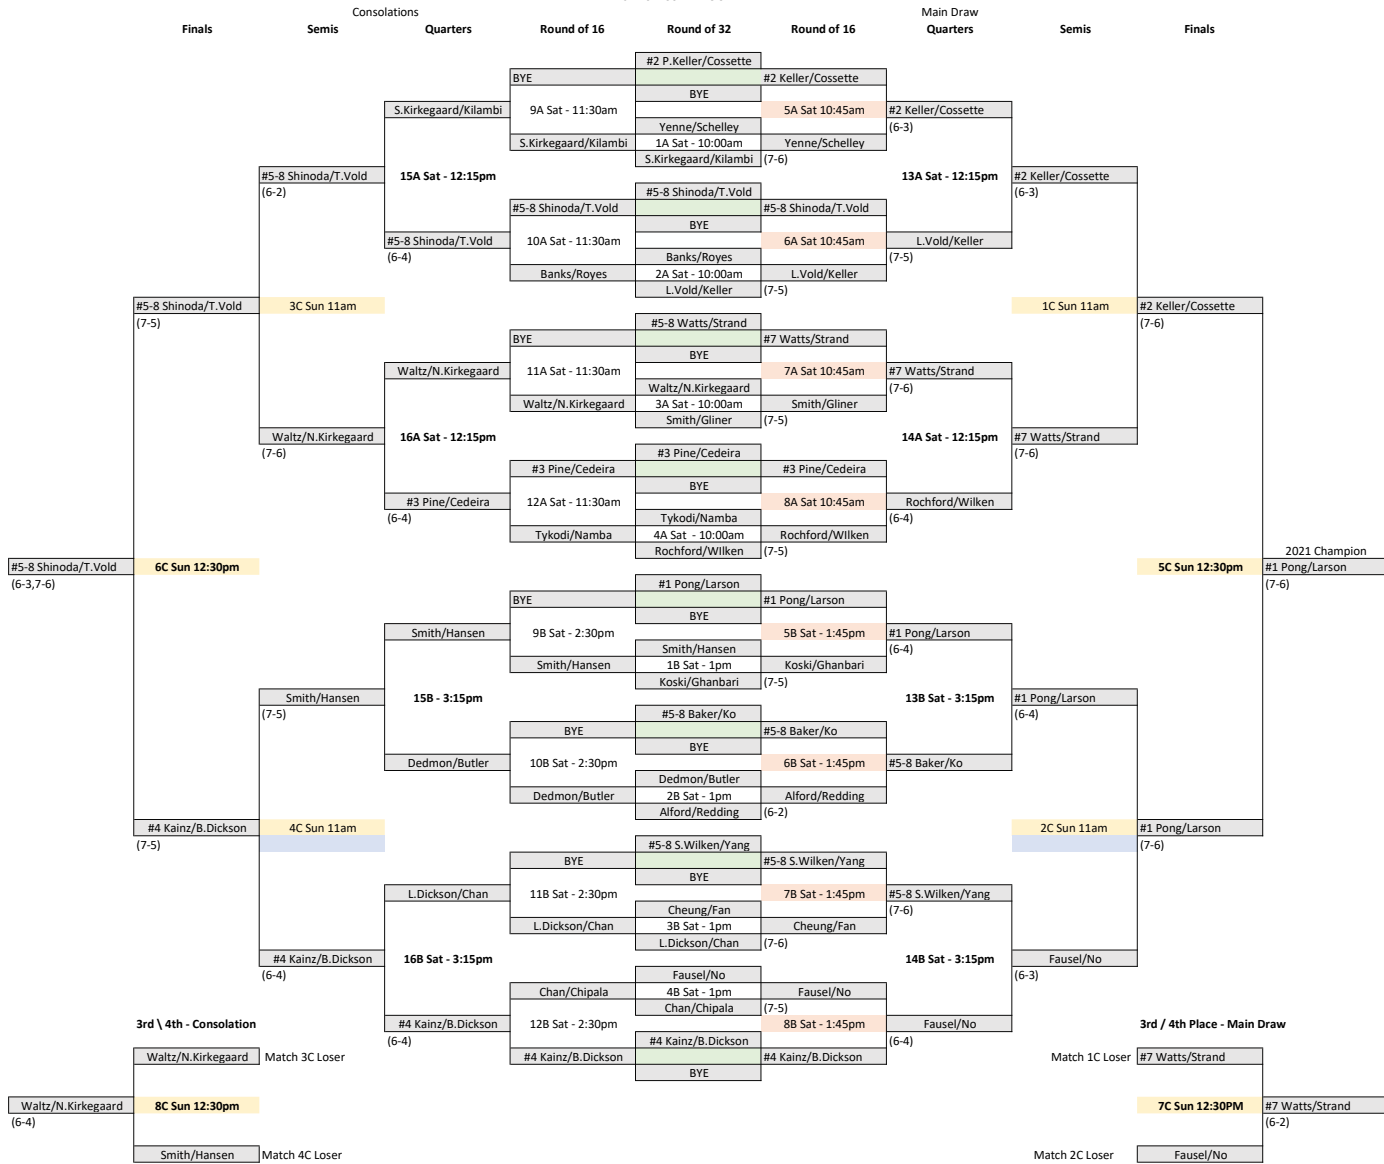 Consolations Main Draw
Finals Semis Quarters Round of 16 Round of 32 Round of 16 Quarters Semis Finals
#2 P.Keller/Cossette
BYE #2 Keller/Cossette
BYE
S.Kirkegaard/Kilambi 9A Sat - 11:30am 5A Sat 10:45am #2 Keller/Cossette
Yenne/Schelley (6-3)
S.Kirkegaard/Kilambi 1A Sat - 10:00am Yenne/Schelley
S.Kirkegaard/Kilambi (7-6)
#5-8 Shinoda/T.Vold 15A Sat - 12:15pm 13A Sat - 12:15pm #2 Keller/Cossette
(6-2) #5-8 Shinoda/T.Vold (6-3)
#5-8 Shinoda/T.Vold #5-8 Shinoda/T.Vold
BYE
#5-8 Shinoda/T.Vold 10A Sat - 11:30am 6A Sat 10:45am L.Vold/Keller
(6-4) Banks/Royes (7-5)
Banks/Royes 2A Sat - 10:00am L.Vold/Keller
L.Vold/Keller (7-5)
#5-8 Shinoda/T.Vold 3C Sun 11am 1C Sun 11am #2 Keller/Cossette
(7-5) #5-8 Watts/Strand (7-6)
BYE #7 Watts/Strand
BYE
Waltz/N.Kirkegaard 11A Sat - 11:30am 7A Sat 10:45am #7 Watts/Strand
Waltz/N.Kirkegaard (7-6)
Waltz/N.Kirkegaard 3A Sat - 10:00am Smith/Gliner
Smith/Gliner (7-5)
Waltz/N.Kirkegaard 16A Sat - 12:15pm 14A Sat - 12:15pm #7 Watts/Strand
(7-6) #3 Pine/Cedeira (7-6)
#3 Pine/Cedeira #3 Pine/Cedeira
BYE
#3 Pine/Cedeira 12A Sat - 11:30am 8A Sat 10:45am Rochford/Wilken
(6-4) Tykodi/Namba (6-4)
Tykodi/Namba 4A Sat - 10:00am Rochford/WIlken
Rochford/WIlken (7-5)
2021 Champion
#5-8 Shinoda/T.Vold 6C Sun 12:30pm 5C Sun 12:30pm #1 Pong/Larson
(6-3,7-6) #1 Pong/Larson (7-6)
BYE #1 Pong/Larson
BYE
Smith/Hansen 9B Sat - 2:30pm 5B Sat - 1:45pm #1 Pong/Larson
Smith/Hansen (6-4)
Smith/Hansen 1B Sat - 1pm Koski/Ghanbari
Koski/Ghanbari (7-5)
Smith/Hansen 15B - 3:15pm 13B Sat - 3:15pm #1 Pong/Larson
(7-5) #5-8 Baker/Ko (6-4)
BYE #5-8 Baker/Ko
BYE
Dedmon/Butler 10B Sat - 2:30pm 6B Sat - 1:45pm #5-8 Baker/Ko
Dedmon/Butler
Dedmon/Butler 2B Sat - 1pm Alford/Redding
Alford/Redding (6-2)
#4 Kainz/B.Dickson 4C Sun 11am 2C Sun 11am #1 Pong/Larson
(7-5) #5-8 S.Wilken/Yang (7-6)
BYE #5-8 S.Wilken/Yang
BYE
L.Dickson/Chan 11B Sat - 2:30pm 7B Sat - 1:45pm #5-8 S.Wilken/Yang
Cheung/Fan (7-6)
L.Dickson/Chan 3B Sat - 1pm Cheung/Fan
L.Dickson/Chan (7-6)
#4 Kainz/B.Dickson 16B Sat - 3:15pm 14B Sat - 3:15pm Fausel/No
(6-4) Fausel/No (6-3)
Chan/Chipala 4B Sat - 1pm Fausel/No
Chan/Chipala (7-5)
3rd \ 4th - Consolation #4 Kainz/B.Dickson 12B Sat - 2:30pm 8B Sat - 1:45pm Fausel/No 3rd / 4th Place - Main Draw
(6-4) #4 Kainz/B.Dickson (6-4)
Waltz/N.Kirkegaard Match 3C Loser #4 Kainz/B.Dickson #4 Kainz/B.Dickson Match 1C Loser #7 Watts/Strand
BYE
Waltz/N.Kirkegaard 8C Sun 12:30pm 7C Sun 12:30PM #7 Watts/Strand
(6-4) (6-2)
Smith/Hansen Match 4C Loser Match 2C Loser Fausel/No